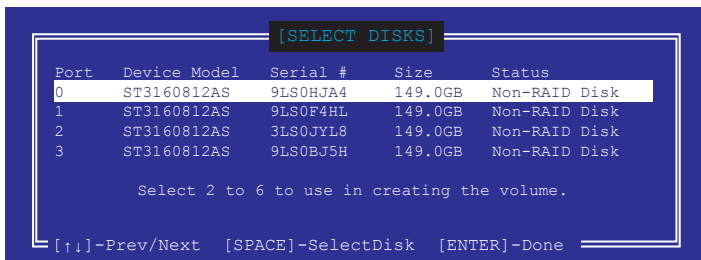 [SELECT DISKS]
Port Device Model Serial # Size Status
0 ST3160812AS 9LS0HJA4 149.0GB Non-RAID Disk
1 ST3160812AS 9LS0F4HL 149.0GB Non-RAID Disk
2 ST3160812AS 3LS0JYL8 149.0GB Non-RAID Disk
3 ST3160812AS 9LS0BJ5H 149.0GB Non-RAID Disk
Select 2 to 6 to use in creating the volume.
[↑↓]-Prev/Next [SPACE]-SelectDisk [ENTER]-Done